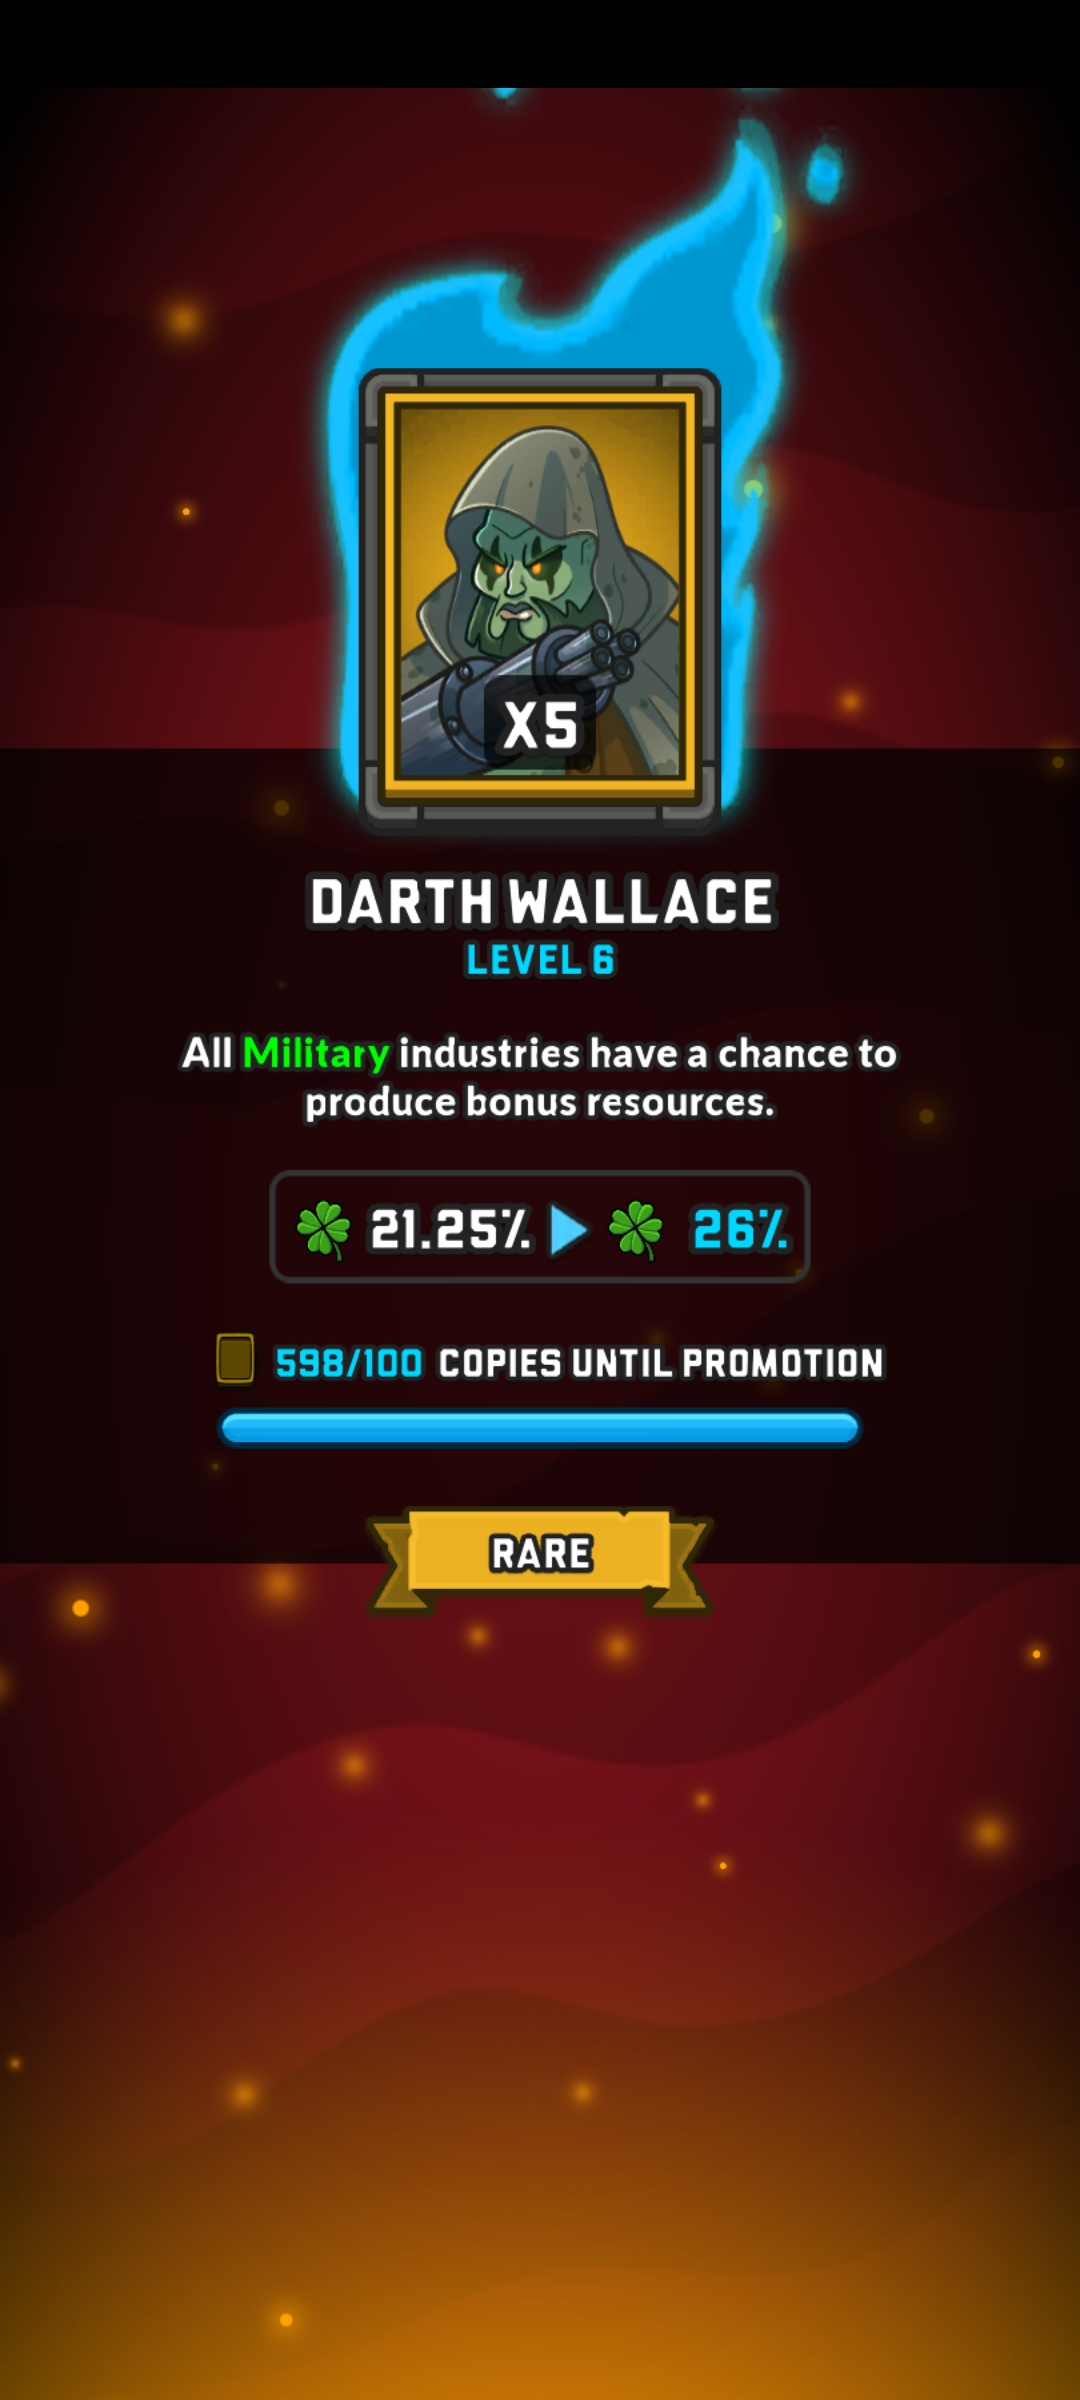 X5
DARTH WALLACE
LEVEL 6
All Military industries have a chance to
produce bonus resources.
21.25% 26%
598/100 COPIES UNTIL PROMOTION
RARE